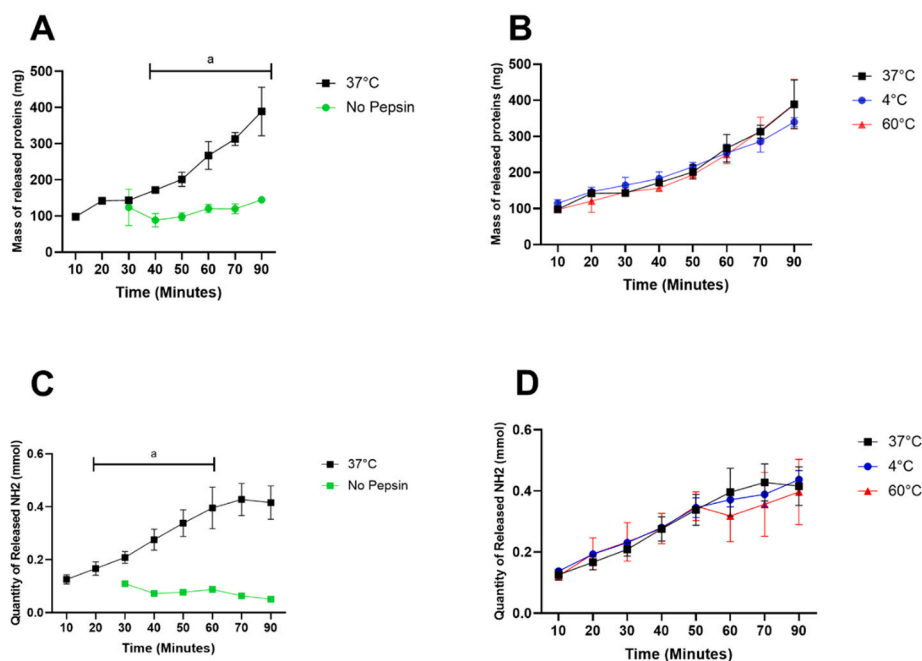 A
a
500
400
300
200
100
0
Mass of released proteins (mg)
10 20 30 40 50 60 70 90
Time (Minutes)
37°C
No Pepsin
B
500
400
300
200
100
0
Mass of released proteins (mg)
10 20 30 40 50 60 70 90
Time (Minutes)
37°C
4°C
60°C
C
a
0.6
0.4
0.2
0.0
Quantity of Released NH2 (mmol)
10 20 30 40 50 60 70 90
Time (Minutes)
37°C
No Pepsin
D
0.6
0.4
0.2
0.0
Quantity of Released NH2 (mmol)
10 20 30 40 50 60 70 90
Time (Minutes)
37°C
4°C
60°C